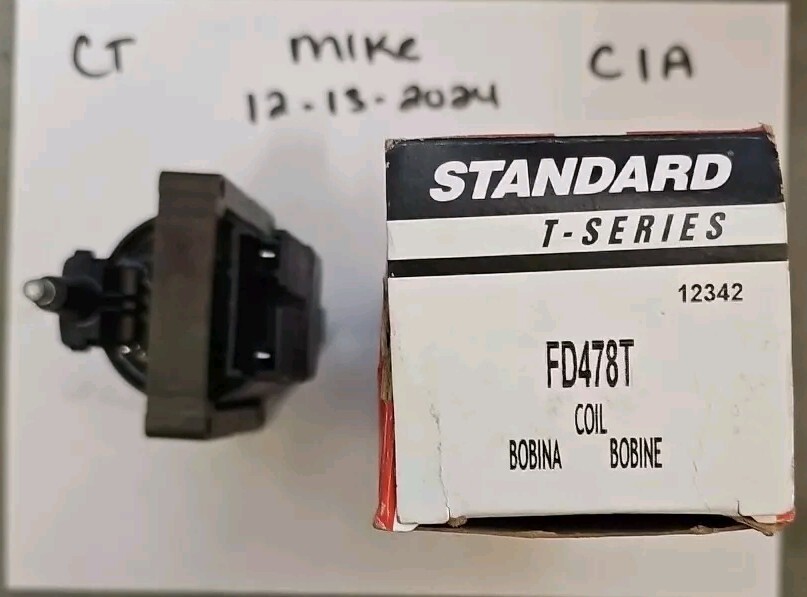 CT MIKE CIA
12-13-2024
STANDARD
T-SERIES
12342
FD478T
COIL
BOBINA BOBINE